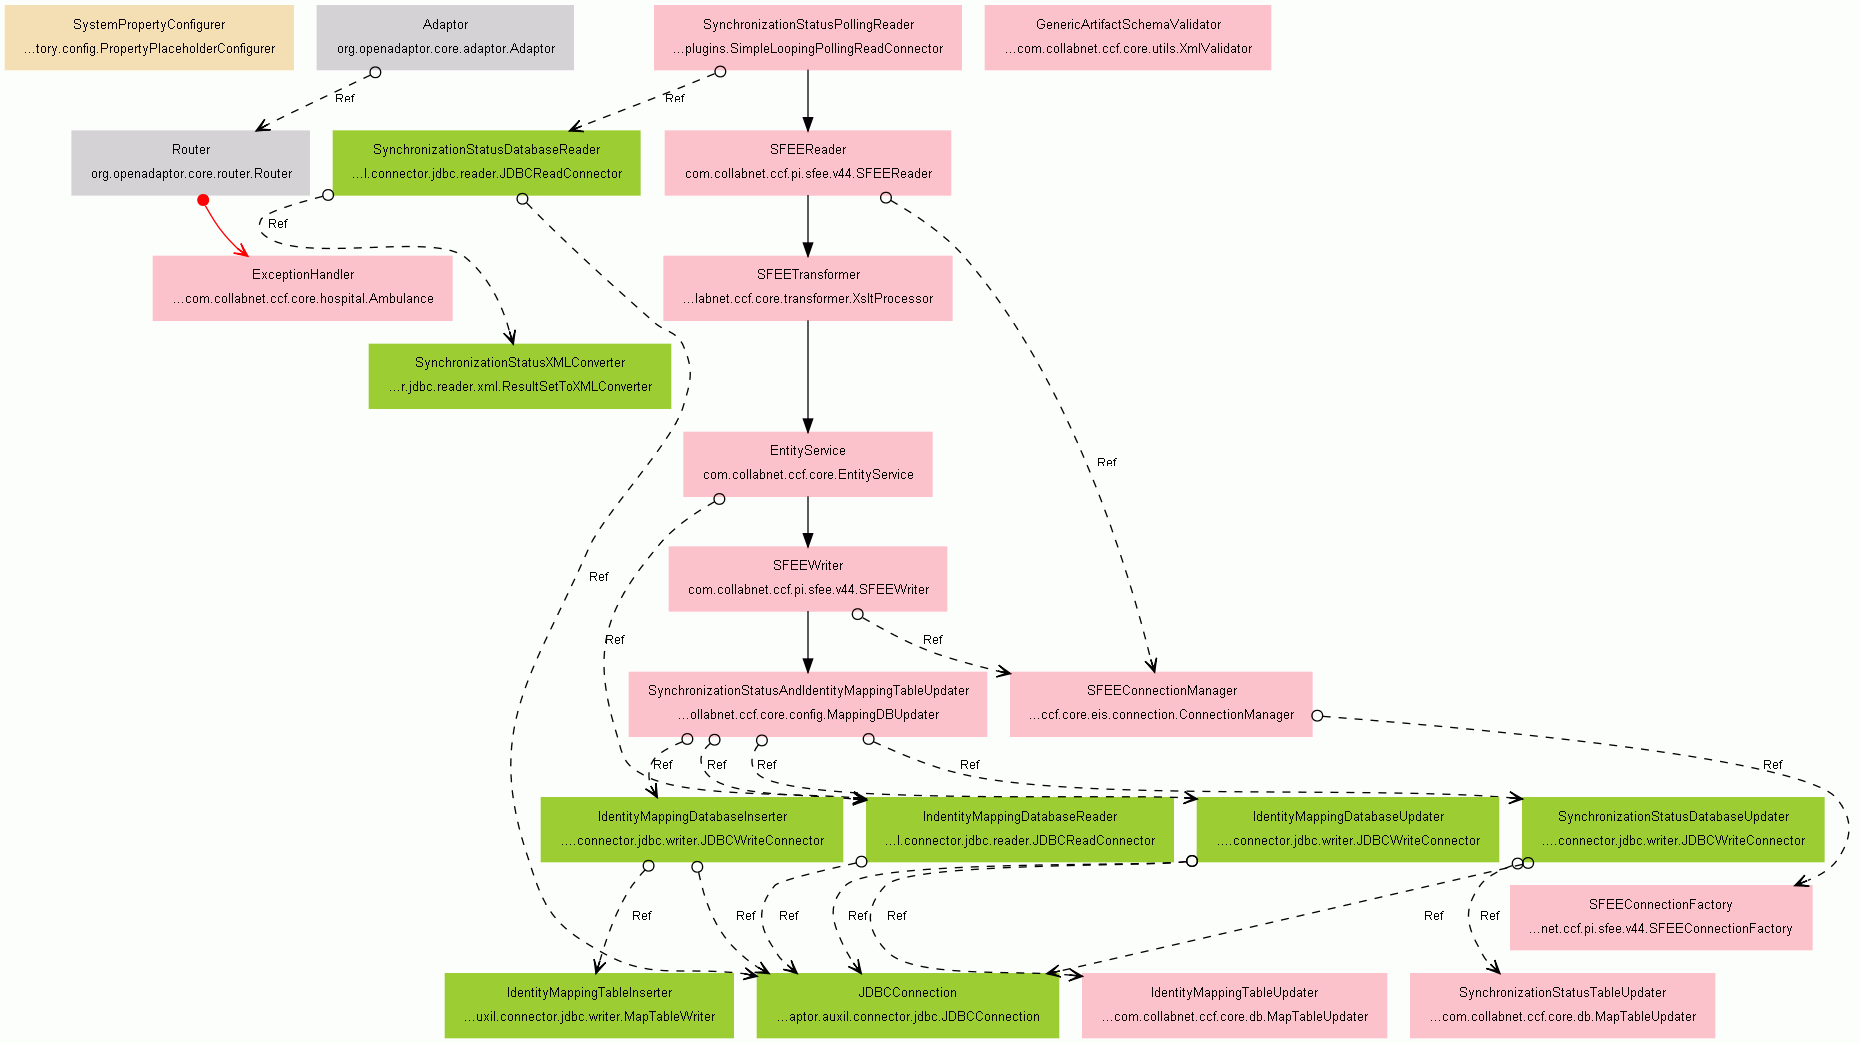 SystemPropertyConfigurer
...tory.config.PropertyPlaceholderConfigurer
Adaptor
org.openadaptor.core.adaptor.Adaptor
SynchronizationStatusPollingReader
...plugins.SimpleLoopingPollingReadConnector
GenericArtifactSchemaValidator
...com.collabnet.ccf.core.utils.XmlValidator
Ref
Ref
Router
org.openadaptor.core.router.Router
SynchronizationStatusDatabaseReader
...l.connector.jdbc.reader.JDBCReadConnector
SFEEReader
com.collabnet.ccf.pi.sfee.v44.SFEEReader
Ref
ExceptionHandler
...com.collabnet.ccf.core.hospital.Ambulance
SFEETransformer
...labnet.ccf.core.transformer.XsltProcessor
SynchronizationStatusXMLConverter
...r.jdbc.reader.xml.ResultSetToXMLConverter
EntityService
com.collabnet.ccf.core.EntityService
Ref
SFEEWriter
com.collabnet.ccf.pi.sfee.v44.SFEEWriter
Ref
Ref
Ref
SynchronizationStatusAndIdentityMappingTableUpdater
...ollabnet.ccf.core.config.MappingDBUpdater
SFEEConnectionManager
...ccf.core.eis.connection.ConnectionManager
Ref
Ref
Ref
Ref
Ref
IdentityMappingDatabaseInserter
....connector.jdbc.writer.JDBCWriteConnector
IndentityMappingDatabaseReader
...l.connector.jdbc.reader.JDBCReadConnector
IdentityMappingDatabaseUpdater
....connector.jdbc.writer.JDBCWriteConnector
SynchronizationStatusDatabaseUpdater
....connector.jdbc.writer.JDBCWriteConnector
SFEEConnectionFactory
...net.ccf.pi.sfee.v44.SFEEConnectionFactory
Ref
Ref
Ref
Ref
Ref
Ref
Ref
IdentityMappingTableInserter
...uxil.connector.jdbc.writer.MapTableWriter
JDBCConnection
...aptor.auxil.connector.jdbc.JDBCConnection
IdentityMappingTableUpdater
...com.collabnet.ccf.core.db.MapTableUpdater
SynchronizationStatusTableUpdater
...com.collabnet.ccf.core.db.MapTableUpdater